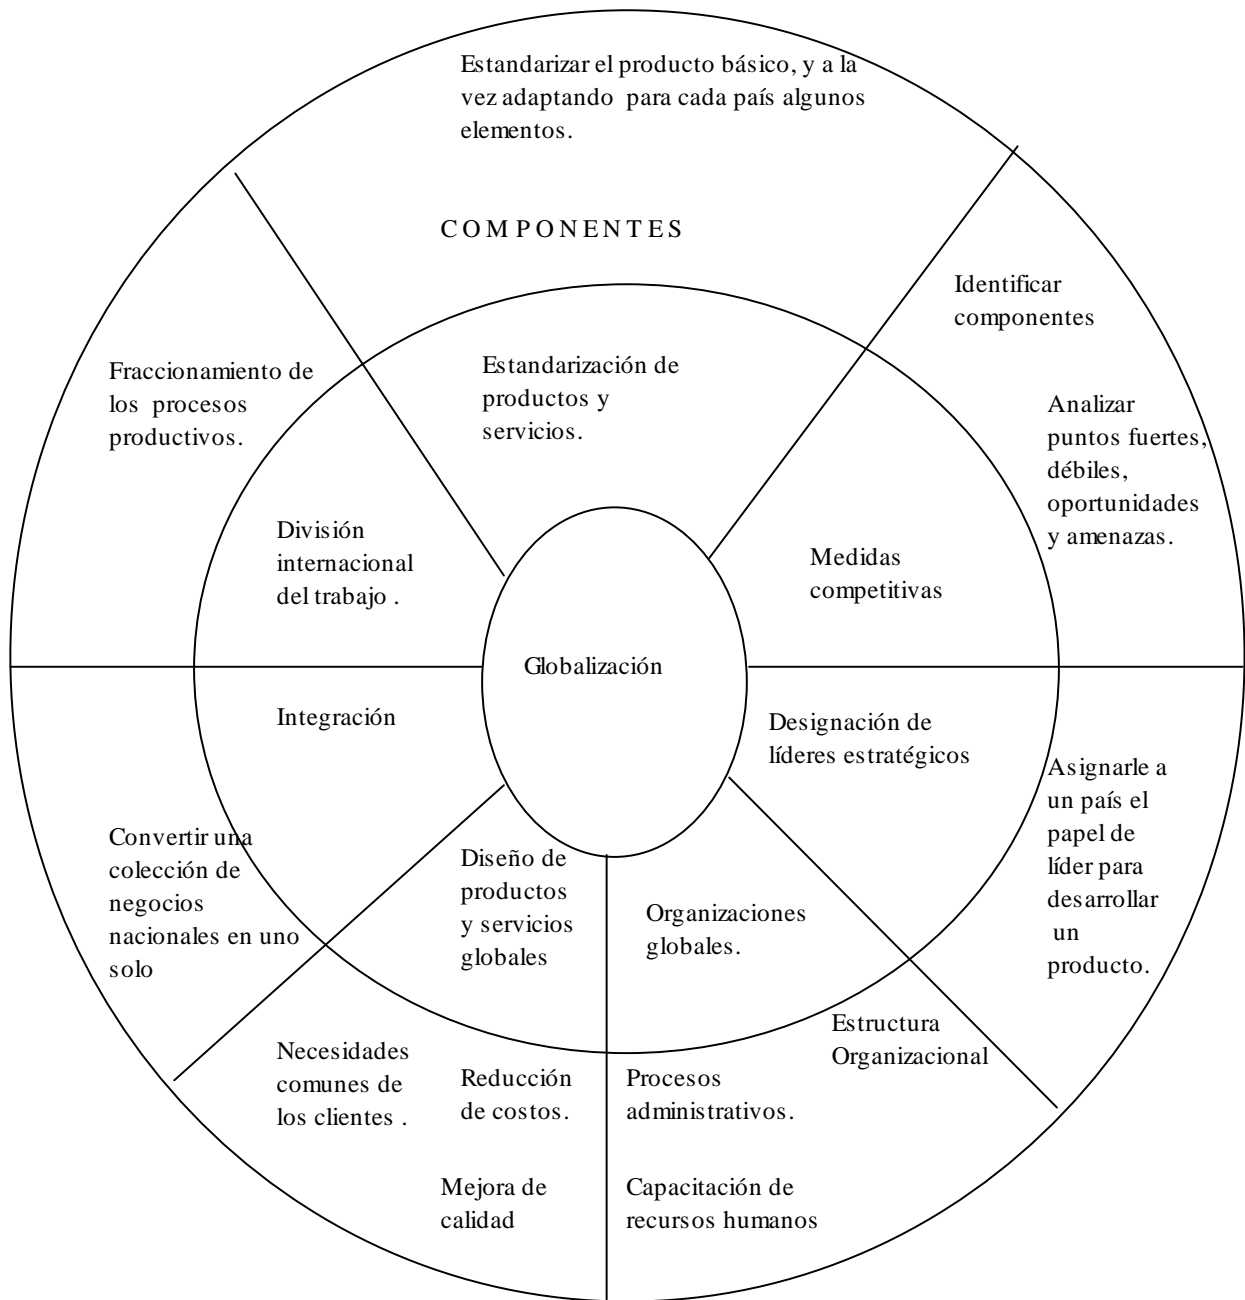 Estandarizar el producto básico, y a la
vez adaptando para cada país algunos
elementos.
COMPONENTES
Identificar
componentes
Fraccionamiento de
los procesos
productivos.
Estandarización de
productos y
servicios.
Analizar
puntos fuertes,
débiles,
oportunidades
y amenazas.
División
internacional
del trabajo .
Medidas
competitivas
Globalización
Integración
Designación de
líderes estratégicos
Asignarle a
un país el
papel de
líder para
desarrollar
un
producto.
Convertir una
colección de
negocios
nacionales en uno
solo
Diseño de
productos
y servicios
globales
Organizaciones
globales.
Estructura
Organizacional
Necesidades
comunes de
los clientes .
Reducción
de costos.
Procesos
administrativos.
Mejora de
calidad
Capacitación de
recursos humanos